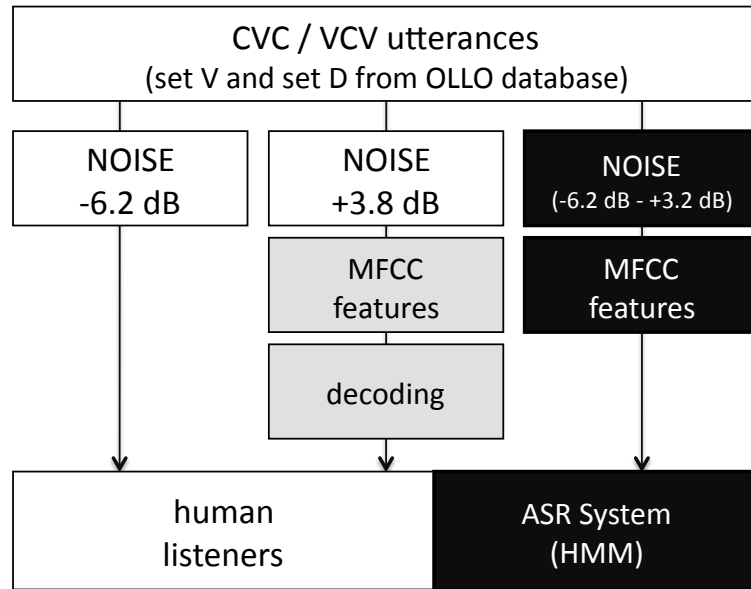 CVC / VCV utterances
(set V and set D from OLLO database)
NOISE
-6.2 dB
NOISE
+3.8 dB
NOISE
(-6.2 dB - +3.2 dB)
MFCC
features
MFCC
features
decoding
human
listeners
ASR System
(HMM)